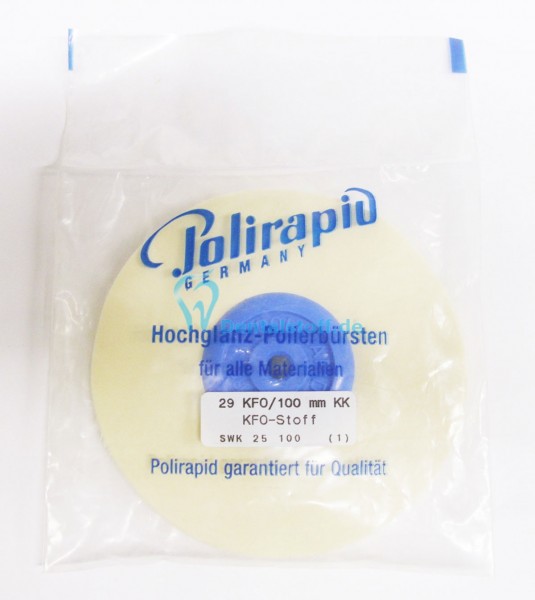 Polirapid
GERMANY
Hochglanz-Polierbürsten
für alle Materialien
29 KFO/100 mm KK
KFO-Stoff
SWK 25 100 (1)
Polirapid garantiert für Qualität